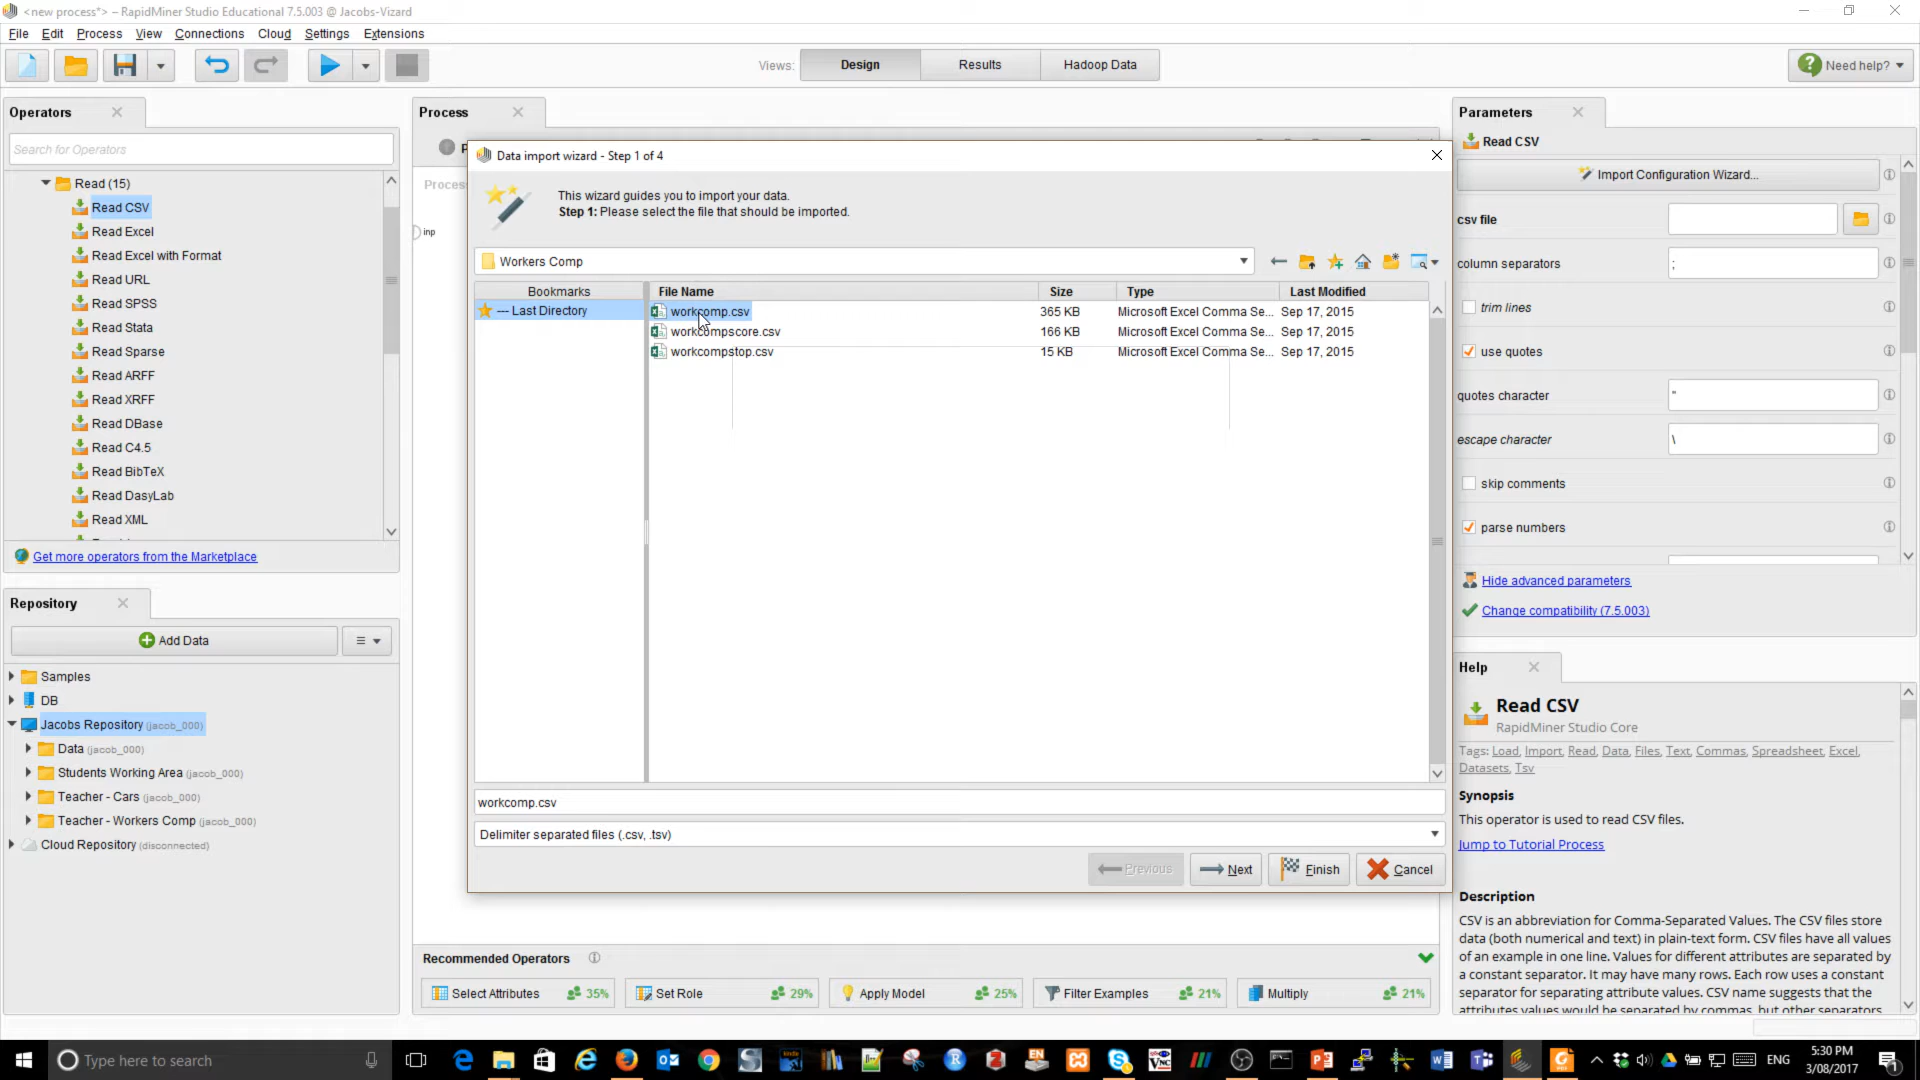 <new process*> – RapidMiner Studio Educational 7.5.003 @ Jacobs-Vizard
File Edit Process View Connections Cloud Settings Extensions
Views: Design Results Hadoop Data
Need help?
Operators
Search for Operators
Read (15)
Read CSV
Read Excel
Read Excel with Format
Read URL
Read SPSS
Read Stata
Read Sparse
Read ARFF
Read XRFF
Read DBase
Read C4.5
Read BibTeX
Read DasyLab
Read XML
Get more operators from the Marketplace
Repository
Add Data
Samples
DB
Jacobs Repository (jacob_000)
Data (jacob_000)
Students Working Area (jacob_000)
Teacher - Cars (jacob_000)
Teacher - Workers Comp (jacob_000)
Cloud Repository (disconnected)
Process
Process
inp
Data import wizard - Step 1 of 4
This wizard guides you to import your data.
Step 1: Please select the file that should be imported.
Workers Comp
Bookmarks
--- Last Directory
File Name Size Type Last Modified
workcomp.csv 365 KB Microsoft Excel Comma Se... Sep 17, 2015
workcompscore.csv 166 KB Microsoft Excel Comma Se... Sep 17, 2015
workcompstop.csv 15 KB Microsoft Excel Comma Se... Sep 17, 2015
workcomp.csv
Delimiter separated files (.csv, .tsv)
Previous Next Finish Cancel
Recommended Operators
Select Attributes 35% Set Role 29% Apply Model 25% Filter Examples 21% Multiply 21%
Parameters
Read CSV
Import Configuration Wizard...
csv file
column separators ;
trim lines
use quotes
quotes character "
escape character \
skip comments
parse numbers
Hide advanced parameters
Change compatibility (7.5.003)
Help
Read CSV
RapidMiner Studio Core
Tags: Load, Import, Read, Data, Files, Text, Commas, Spreadsheet, Excel,
Datasets, Tsv
Synopsis
This operator is used to read CSV files.
Jump to Tutorial Process
Description
CSV is an abbreviation for Comma-Separated Values. The CSV files store
data (both numerical and text) in plain-text form. CSV files have all values
of an example in one line. Values for different attributes are separated by
a constant separator. It may have many rows. Each row uses a constant
separator for separating attribute values. CSV name suggests that the
attributes values would be separated by commas, but other separators
Type here to search
ENG
5:30 PM
3/08/2017